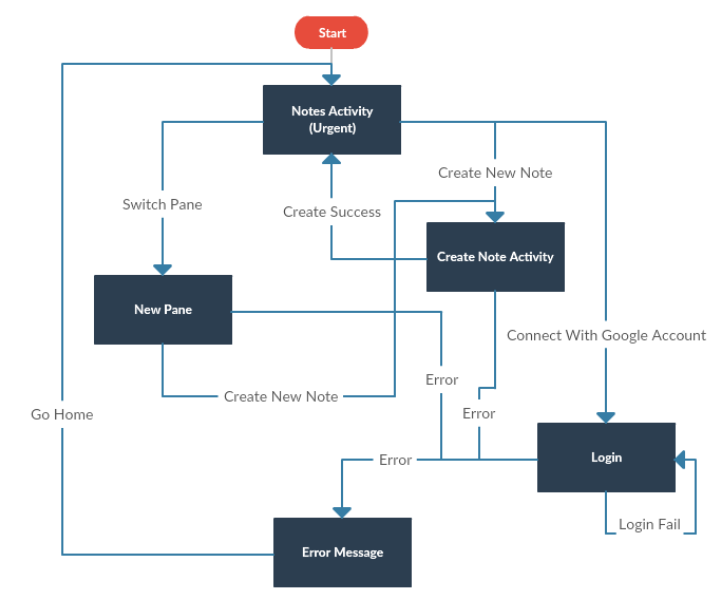 Start
Notes Activity
(Urgent)
Create New Note
Switch Pane
Create Success
Create Note Activity
New Pane
Connect With Google Account
Error
Create New Note
Go Home
Error
Error
Login
Login Fail
Error Message